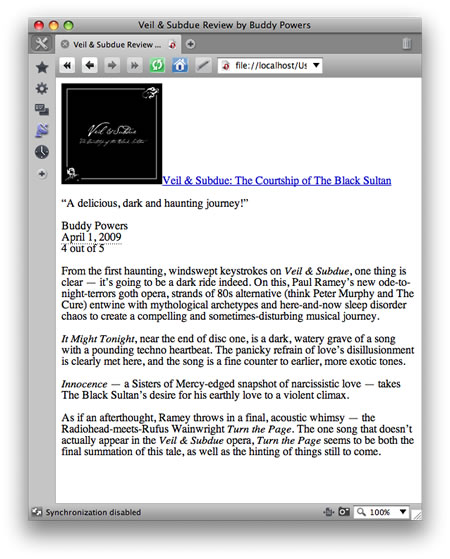 Veil & Subdue Review by Buddy Powers
Veil & Subdue Review ...
file://localhost/Us
Veil & Subdue
The Courtship of The Black Sultan
Veil & Subdue: The Courtship of The Black Sultan
“A delicious, dark and haunting journey!”
Buddy Powers
April 1, 2009
4 out of 5
From the first haunting, windswept keystrokes on Veil & Subdue, one thing is
clear — it’s going to be a dark ride indeed. On this, Paul Ramey’s new ode-to-
night-terrors goth opera, strands of 80s alternative (think Peter Murphy and The
Cure) entwine with mythological archetypes and here-and-now sleep disorder
chaos to create a compelling and sometimes-disturbing musical journey.
It Might Tonight, near the end of disc one, is a dark, watery grave of a song
with a pounding techno heartbeat. The panicky refrain of love’s disillusionment
is clearly met here, and the song is a fine counter to earlier, more exotic tones.
Innocence — a Sisters of Mercy-edged snapshot of narcissistic love — takes
The Black Sultan’s desire for his earthly love to a violent climax.
As if an afterthought, Ramey throws in a final, acoustic whimsy — the
Radiohead-meets-Rufus Wainwright Turn the Page. The one song that doesn’t
actually appear in the Veil & Subdue opera, Turn the Page seems to be both the
final summation of this tale, as well as the hinting of things still to come.
Synchronization disabled
100%